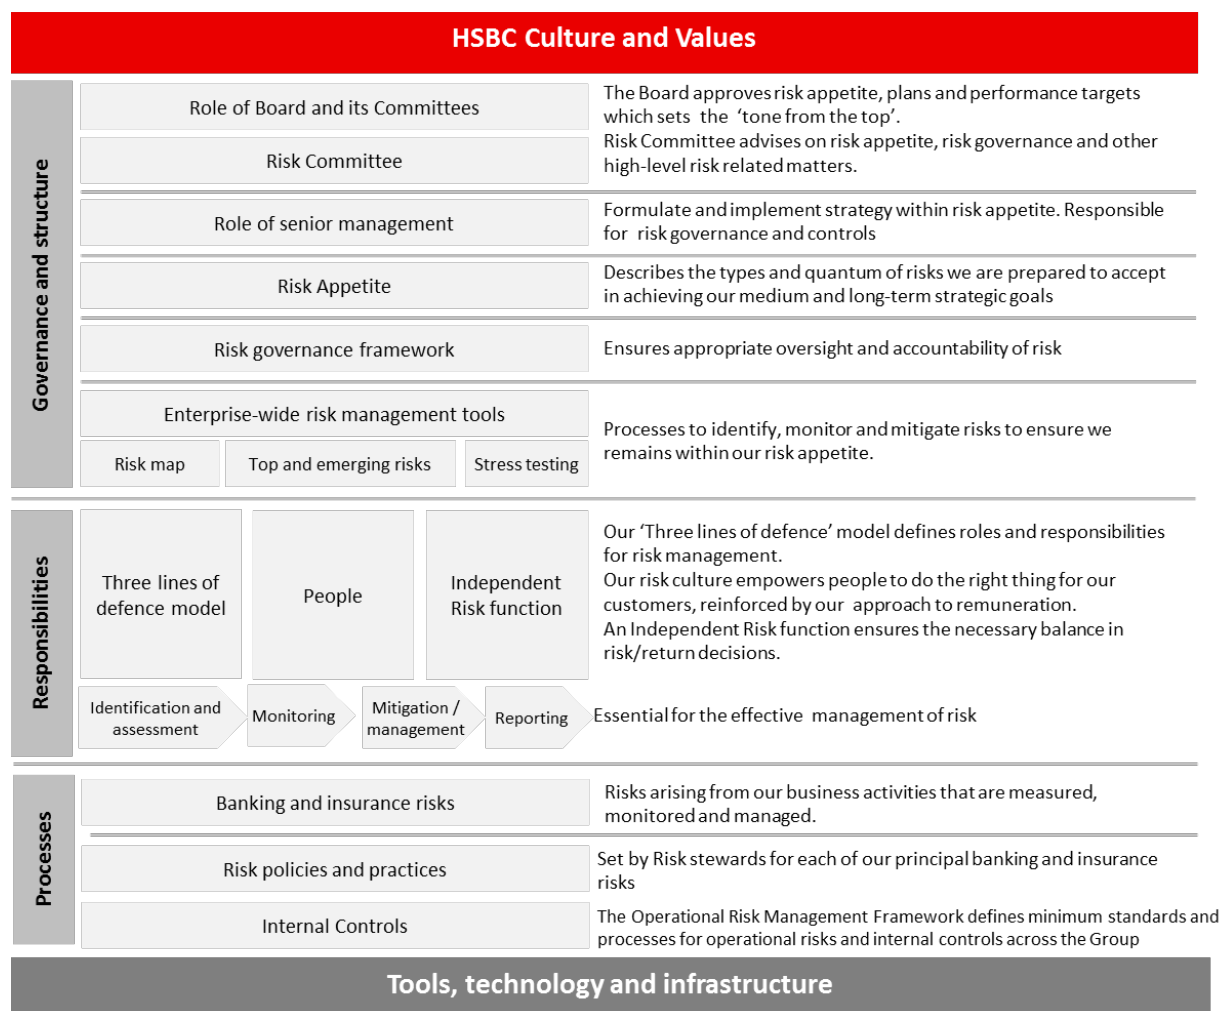 HSBC Culture and Values
Governance and structure
Role of Board and its Committees
Risk Committee
The Board approves risk appetite, plans and performance targets
which sets the ‘tone from the top’.
Risk Committee advises on risk appetite, risk governance and other
high-level risk related matters.
Role of senior management
Formulate and implement strategy within risk appetite. Responsible
for risk governance and controls
Risk Appetite
Describes the types and quantum of risks we are prepared to accept
in achieving our medium and long-term strategic goals
Risk governance framework
Ensures appropriate oversight and accountability of risk
Enterprise-wide risk management tools
Risk map
Top and emerging risks
Stress testing
Processes to identify, monitor and mitigate risks to ensure we
remains within our risk appetite.
Responsibilities
Three lines of
defence model
People
Independent
Risk function
Our ‘Three lines of defence’ model defines roles and responsibilities
for risk management.
Our risk culture empowers people to do the right thing for our
customers, reinforced by our approach to remuneration.
An Independent Risk function ensures the necessary balance in
risk/return decisions.
Identification and
assessment
Monitoring
Mitigation /
management
Reporting
Essential for the effective management of risk
Processes
Banking and insurance risks
Risks arising from our business activities that are measured,
monitored and managed.
Risk policies and practices
Set by Risk stewards for each of our principal banking and insurance
risks
Internal Controls
The Operational Risk Management Framework defines minimum standards and
processes for operational risks and internal controls across the Group
Tools, technology and infrastructure